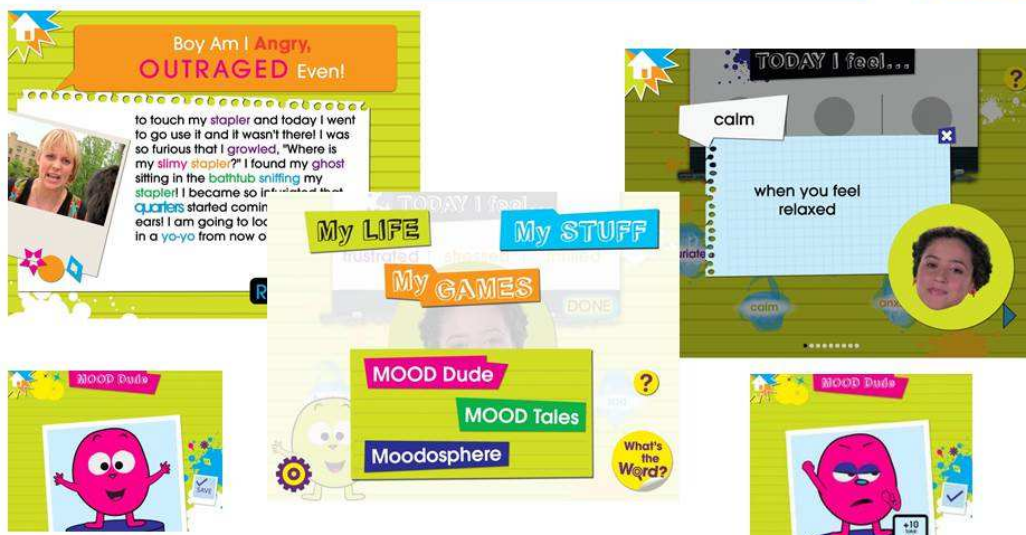 Boy Am I Angry,
OUTRAGED Even!
to touch my stapler and today I went
to go use it and it wasn't there! I was
so furious that I growled, "Where is
my slimy stapler?" I found my ghost
sitting in the bathtub sniffing my
stapler! I became so infuriated that
quarters started comin
ears! I am going to loc
in a yo-yo from now o
R
TODAY I feel...
?
calm
when you feel
relaxed
calm
TODAY I feel...
My LIFE
My STUFF
frustrated
My GAMES
DONE
MOOD Dude
MOOD Tales
Moodosphere
?
What's
the
Word?
MOOD Dude
SAVE
MOOD Dude
+10